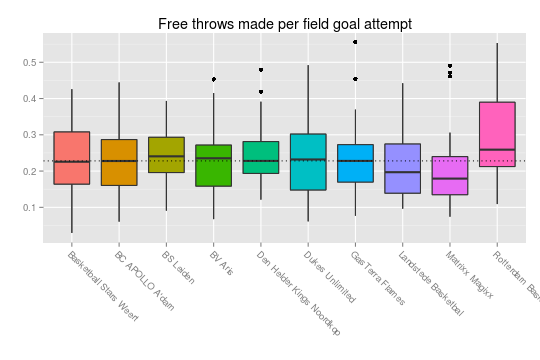 Free throws made per field goal attempt
0.5
0.4
0.3
0.2
0.1
Basketball Stars Weert
BC APOLLO A'dam
BS Leiden
BV Aris
Den Helder Kings Noordkop
Dukes Unlimited
GasTerra Flames
Landstede Basketbal
Matrixx Magixx
Rotterdam Bas